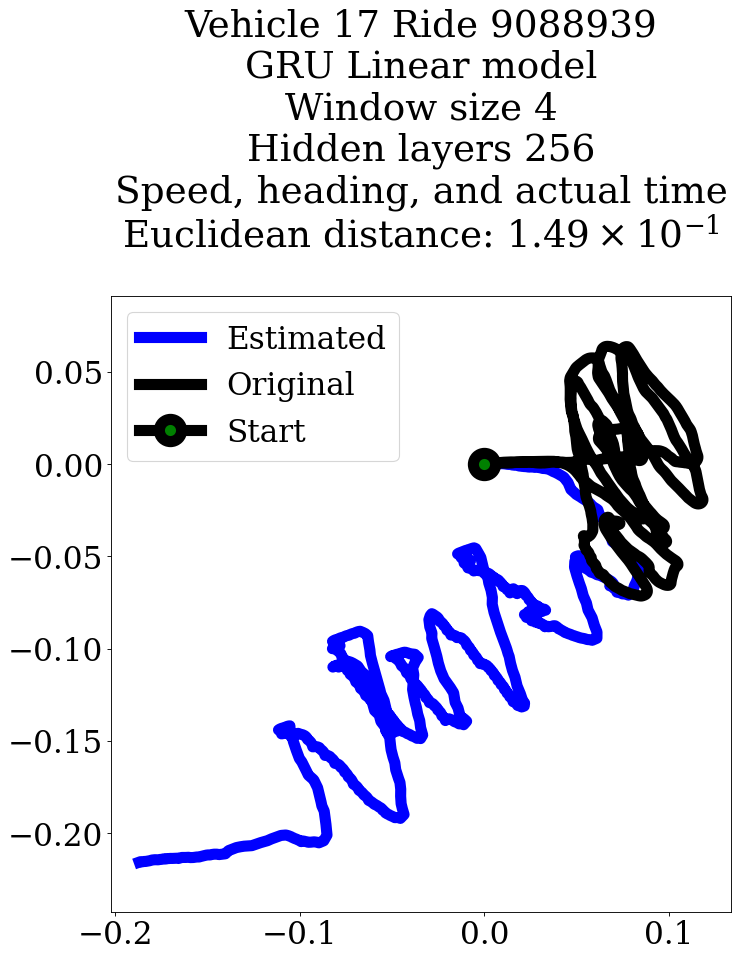 Vehicle 17 Ride 9088939
GRU Linear model
Window size 4
Hidden layers 256
Speed, heading, and actual time
Euclidean distance: 1.49 × 10⁻¹
Estimated
Original
Start
0.05
0.00
−0.05
−0.10
−0.15
−0.20
−0.2
−0.1
0.0
0.1